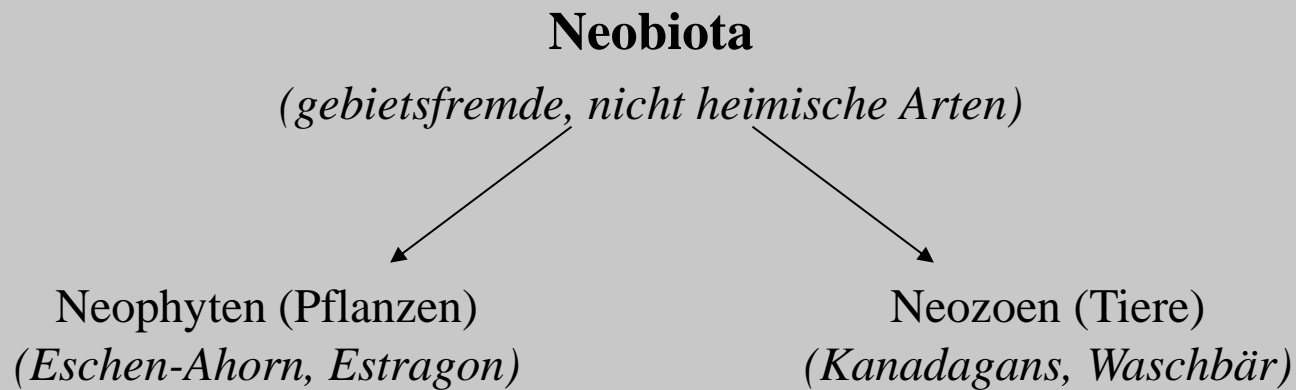 Neobiota
(gebietsfremde, nicht heimische Arten)
Neophyten (Pflanzen)
(Eschen-Ahorn, Estragon)
Neozoen (Tiere)
(Kanadagans, Waschbär)